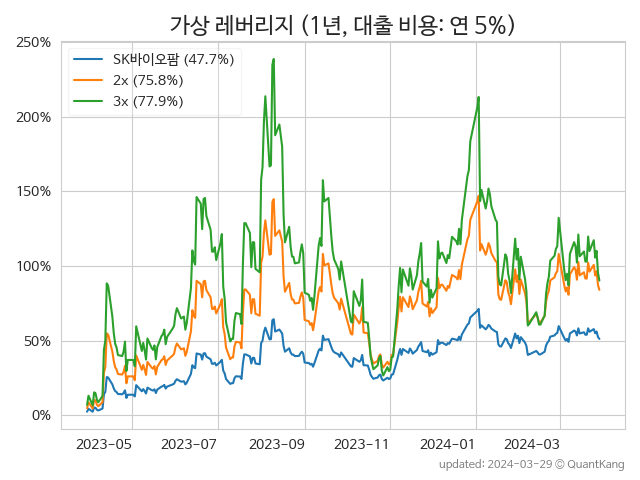 가상 레버리지 (1년, 대출 비용: 연 5%)
250%
200%
150%
100%
50%
0%
SK바이오팜 (47.7%)
2x (75.8%)
3x (77.9%)
2023-05
2023-07
2023-09
2023-11
2024-01
2024-03
updated: 2024-03-29 © QuantKang